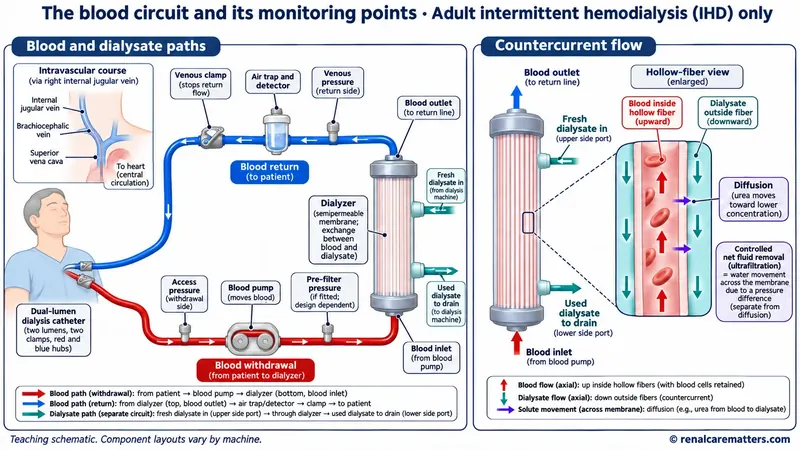 The blood circuit and its monitoring points · Adult intermittent hemodialysis (IHD) only
Blood and dialysate paths
Intravascular course
(via right internal jugular vein)
Internal
jugular vein
Brachiocephalic
vein
Superior
vena cava
To heart
(central
circulation)
Venous clamp
(stops return
flow)
Air trap and
detector
Venous
pressure
(return side)
Blood outlet
(to return line)
Blood return
(to patient)
Fresh
dialysate in
(from dialysis
machine)
Dialyzer
(semipermeable
membrane;
exchange
between
blood and
dialysate)
Used
dialysate
to drain
(to dialysis
machine)
Access
pressure
(withdrawal
side)
Blood pump
(moves blood)
Pre-filter
pressure
(if fitted;
design dependent)
Dual-lumen
dialysis catheter
(two lumens, two
clamps, red and
blue hubs)
Blood inlet
(from blood
pump)
Blood withdrawal
(from patient to dialyzer)
Blood path (withdrawal): from patient → blood pump → dialyzer (bottom, blood inlet)
Blood path (return): from dialyzer (top, blood outlet) → air trap/detector → clamp → to patient
Dialysate path (separate circuit): fresh dialysate in (upper side port) → through dialyzer → used dialysate to drain (lower side port)
Countercurrent flow
Blood outlet
(to return line)
Fresh
dialysate in
(upper side port)
Used
dialysate
to drain
(lower side port)
Blood inlet
(from blood pump)
Hollow-fiber view
(enlarged)
Blood inside
hollow fiber
(upward)
Dialysate
outside fiber
(downward)
Diffusion
(urea moves
toward lower
concentration)
Controlled
net fluid removal
(ultrafiltration)
= water movement
across the membrane
due to a pressure
difference
(separate from
diffusion)
Blood flow (axial): up inside hollow fibers (with blood cells retained)
Dialysate flow (axial): down outside fibers (countercurrent)
Solute movement (across membrane): diffusion (e.g., urea from blood to dialysate)
Teaching schematic. Component layouts vary by machine.
© renalcarematters.com